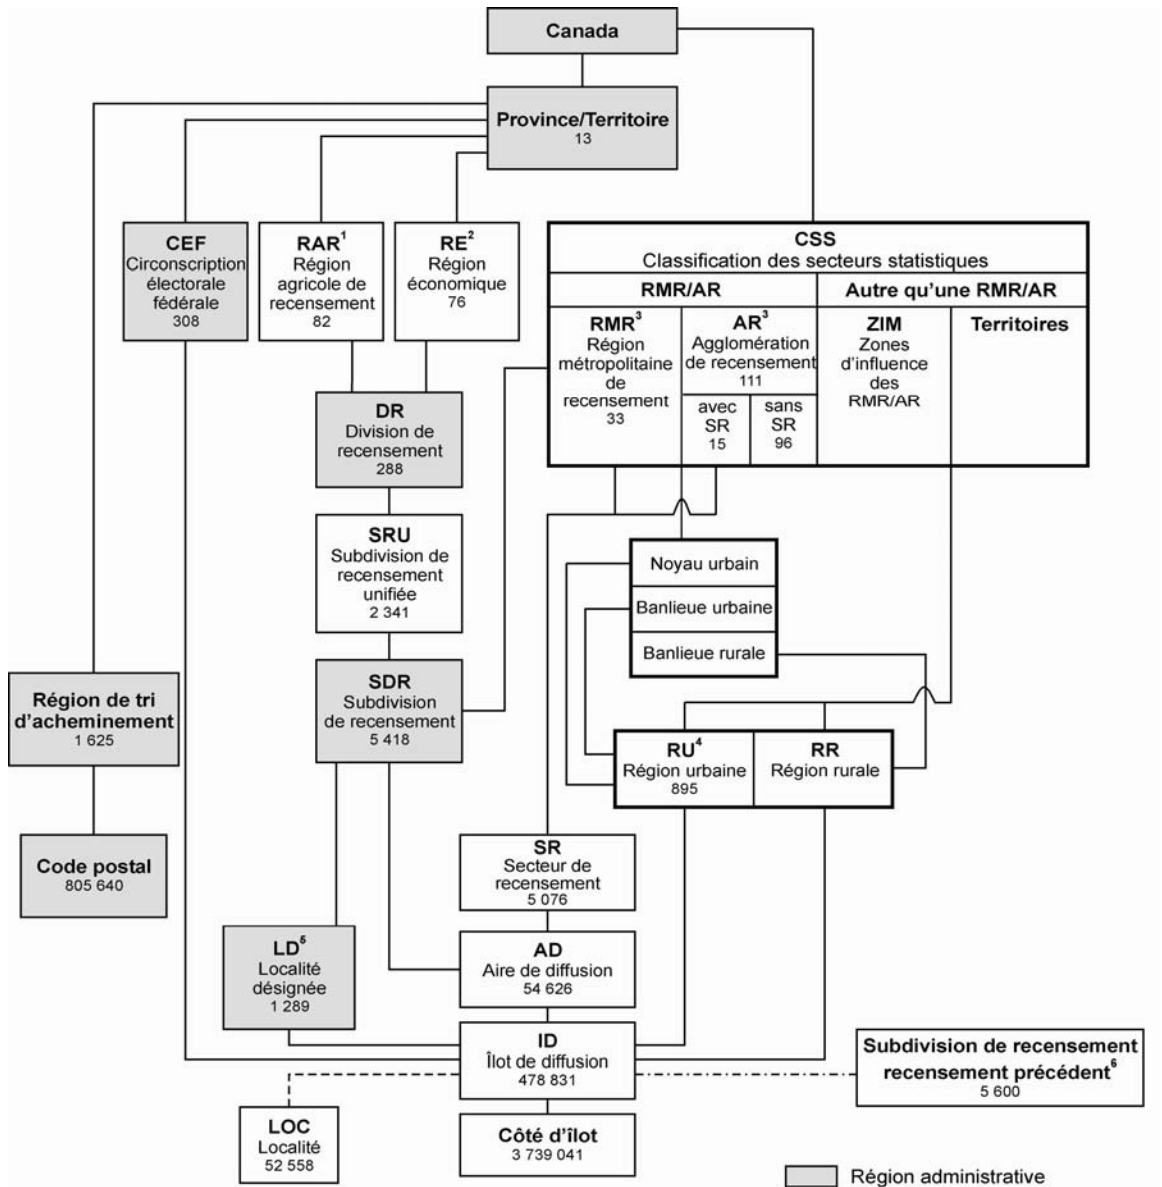 Canada
Province/Territoire
13
CEF
Circonscription
électorale
fédérale
308
RAR¹
Région
agricole de
recensement
82
RE²
Région
économique
76
CSS
Classification des secteurs statistiques
RMR/AR
Autre qu'une RMR/AR
RMR³
Région
métropolitaine
de
recensement
33
AR³
Agglomération
de recensement
111
avec
SR
15
sans
SR
96
ZIM
Zones
d'influence
des
RMR/AR
Territoires
DR
Division de
recensement
288
SRU
Subdivision de
recensement
unifiée
2 341
Noyau urbain
Banlieue urbaine
Banlieue rurale
SDR
Subdivision
de recensement
5 418
Région de tri
d'acheminement
1 625
RU⁴
Région urbaine
895
RR
Région rurale
Code postal
805 640
SR
Secteur de
recensement
5 076
LD⁵
Localité
désignée
1 289
AD
Aire de diffusion
54 626
ID
Îlot de diffusion
478 831
Subdivision de recensement
recensement précédent⁶
5 600
LOC
Localité
52 558
Côté d'îlot
3 739 041
Région administrative